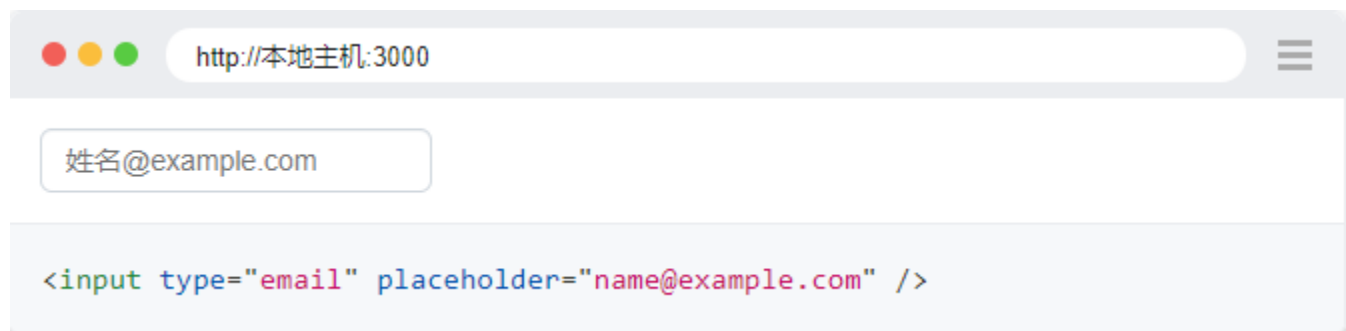 http://本地主机:3000
姓名@example.com
<input type="email" placeholder="name@example.com" />